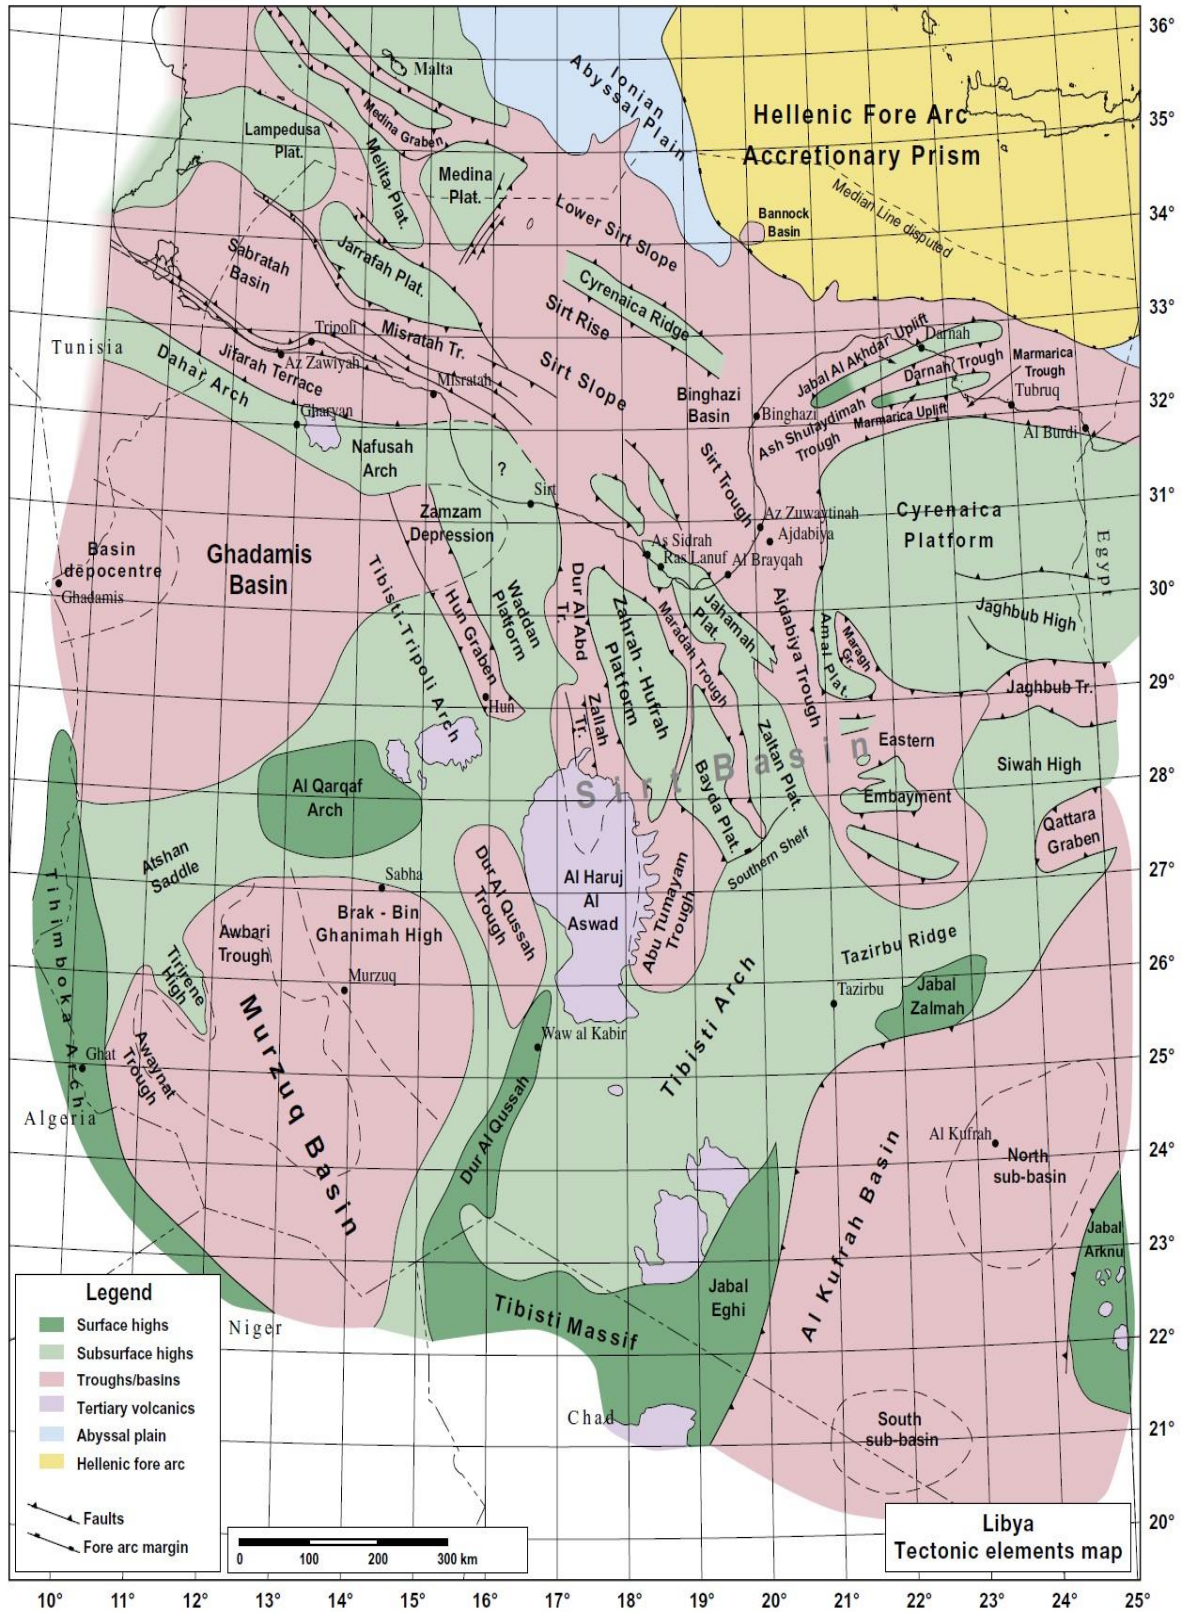 36°
Malta
Ionian
Abyssal Plain
Medina Graben
35°
Hellenic Fore Arc
Accretionary Prism
Lampedusa
Plat.
Melita Plat.
Medina
Plat.
Median Line disputed
34°
Lower Sirt Slope
Bannock
Basin
Sabratah
Basin
Jarrafah Plat.
Cyrenaica Ridge
33°
Sirt Rise
Tripoli
Misratah Tr.
Jabal Al Akhdar Uplift
Darnah
Tunisia
Dahar Arch
Jifarah Terrace
Az Zawiyah
Sirt Slope
Darnah Trough
Marmarica
Trough
Misratah
Binghazi
Basin
Tubruq
32°
Gharyan
Binghazi
Ash Shulaydimah
Trough
Marmarica Uplift
Al Burdi
Nafusah
Arch
?
Sirt Trough
Sirt
31°
Zamzam
Depression
Az Zuwaytinah
Ajdabiya
Cyrenaica
Platform
Egypt
Basin
depocentre
Ghadamis
Basin
As Sidrah
Ras Lanuf
Al Brayqah
30°
Ghadamis
Tibisti-Tripoli Arch
Hun Graben
Waddan
Platform
Dur Al Abd
Tr.
Zahrah - Hufrah
Platform
Maradah Trough
Jahamah
Plat.
Ajdabiya Trough
Amal Plat.
Maragh
Gr.
Jaghbub High
29°
Hun
Zallah
Tr.
Jaghbub Tr.
Zaltan Plat.
Eastern
Embayment
Sirt Basin
Siwah High
28°
Al Qarqaf
Arch
Bayda Plat.
Qattara
Graben
Atshan
Saddle
Dur Al Qussah
Trough
Southern Shelf
27°
Tihimboka Arch
Sabha
Al Haruj
Al
Aswad
Abu Tumayam
Trough
Brak - Bin
Ghanimah High
Awbari
Trough
Tirirene
High
Tazirbu Ridge
26°
Murzuq
Tazirbu
Jabal
Zalmah
Murzuq Basin
Waw al Kabir
Tibisti Arch
25°
Ghat
Awaynat
Trough
Algeria
Dur Al Qussah
Al Kufrah
North
sub-basin
24°
Al Kufrah Basin
Jabal
Arknu
23°
Legend
Surface highs
Subsurface highs
Troughs/basins
Tertiary volcanics
Abyssal plain
Hellenic fore arc
Faults
Fore arc margin
Jabal
Eghi
Tibisti Massif
Niger
22°
Chad
South
sub-basin
21°
Libya
Tectonic elements map
20°
0 100 200 300 km
10° 11° 12° 13° 14° 15° 16° 17° 18° 19° 20° 21° 22° 23° 24° 25°